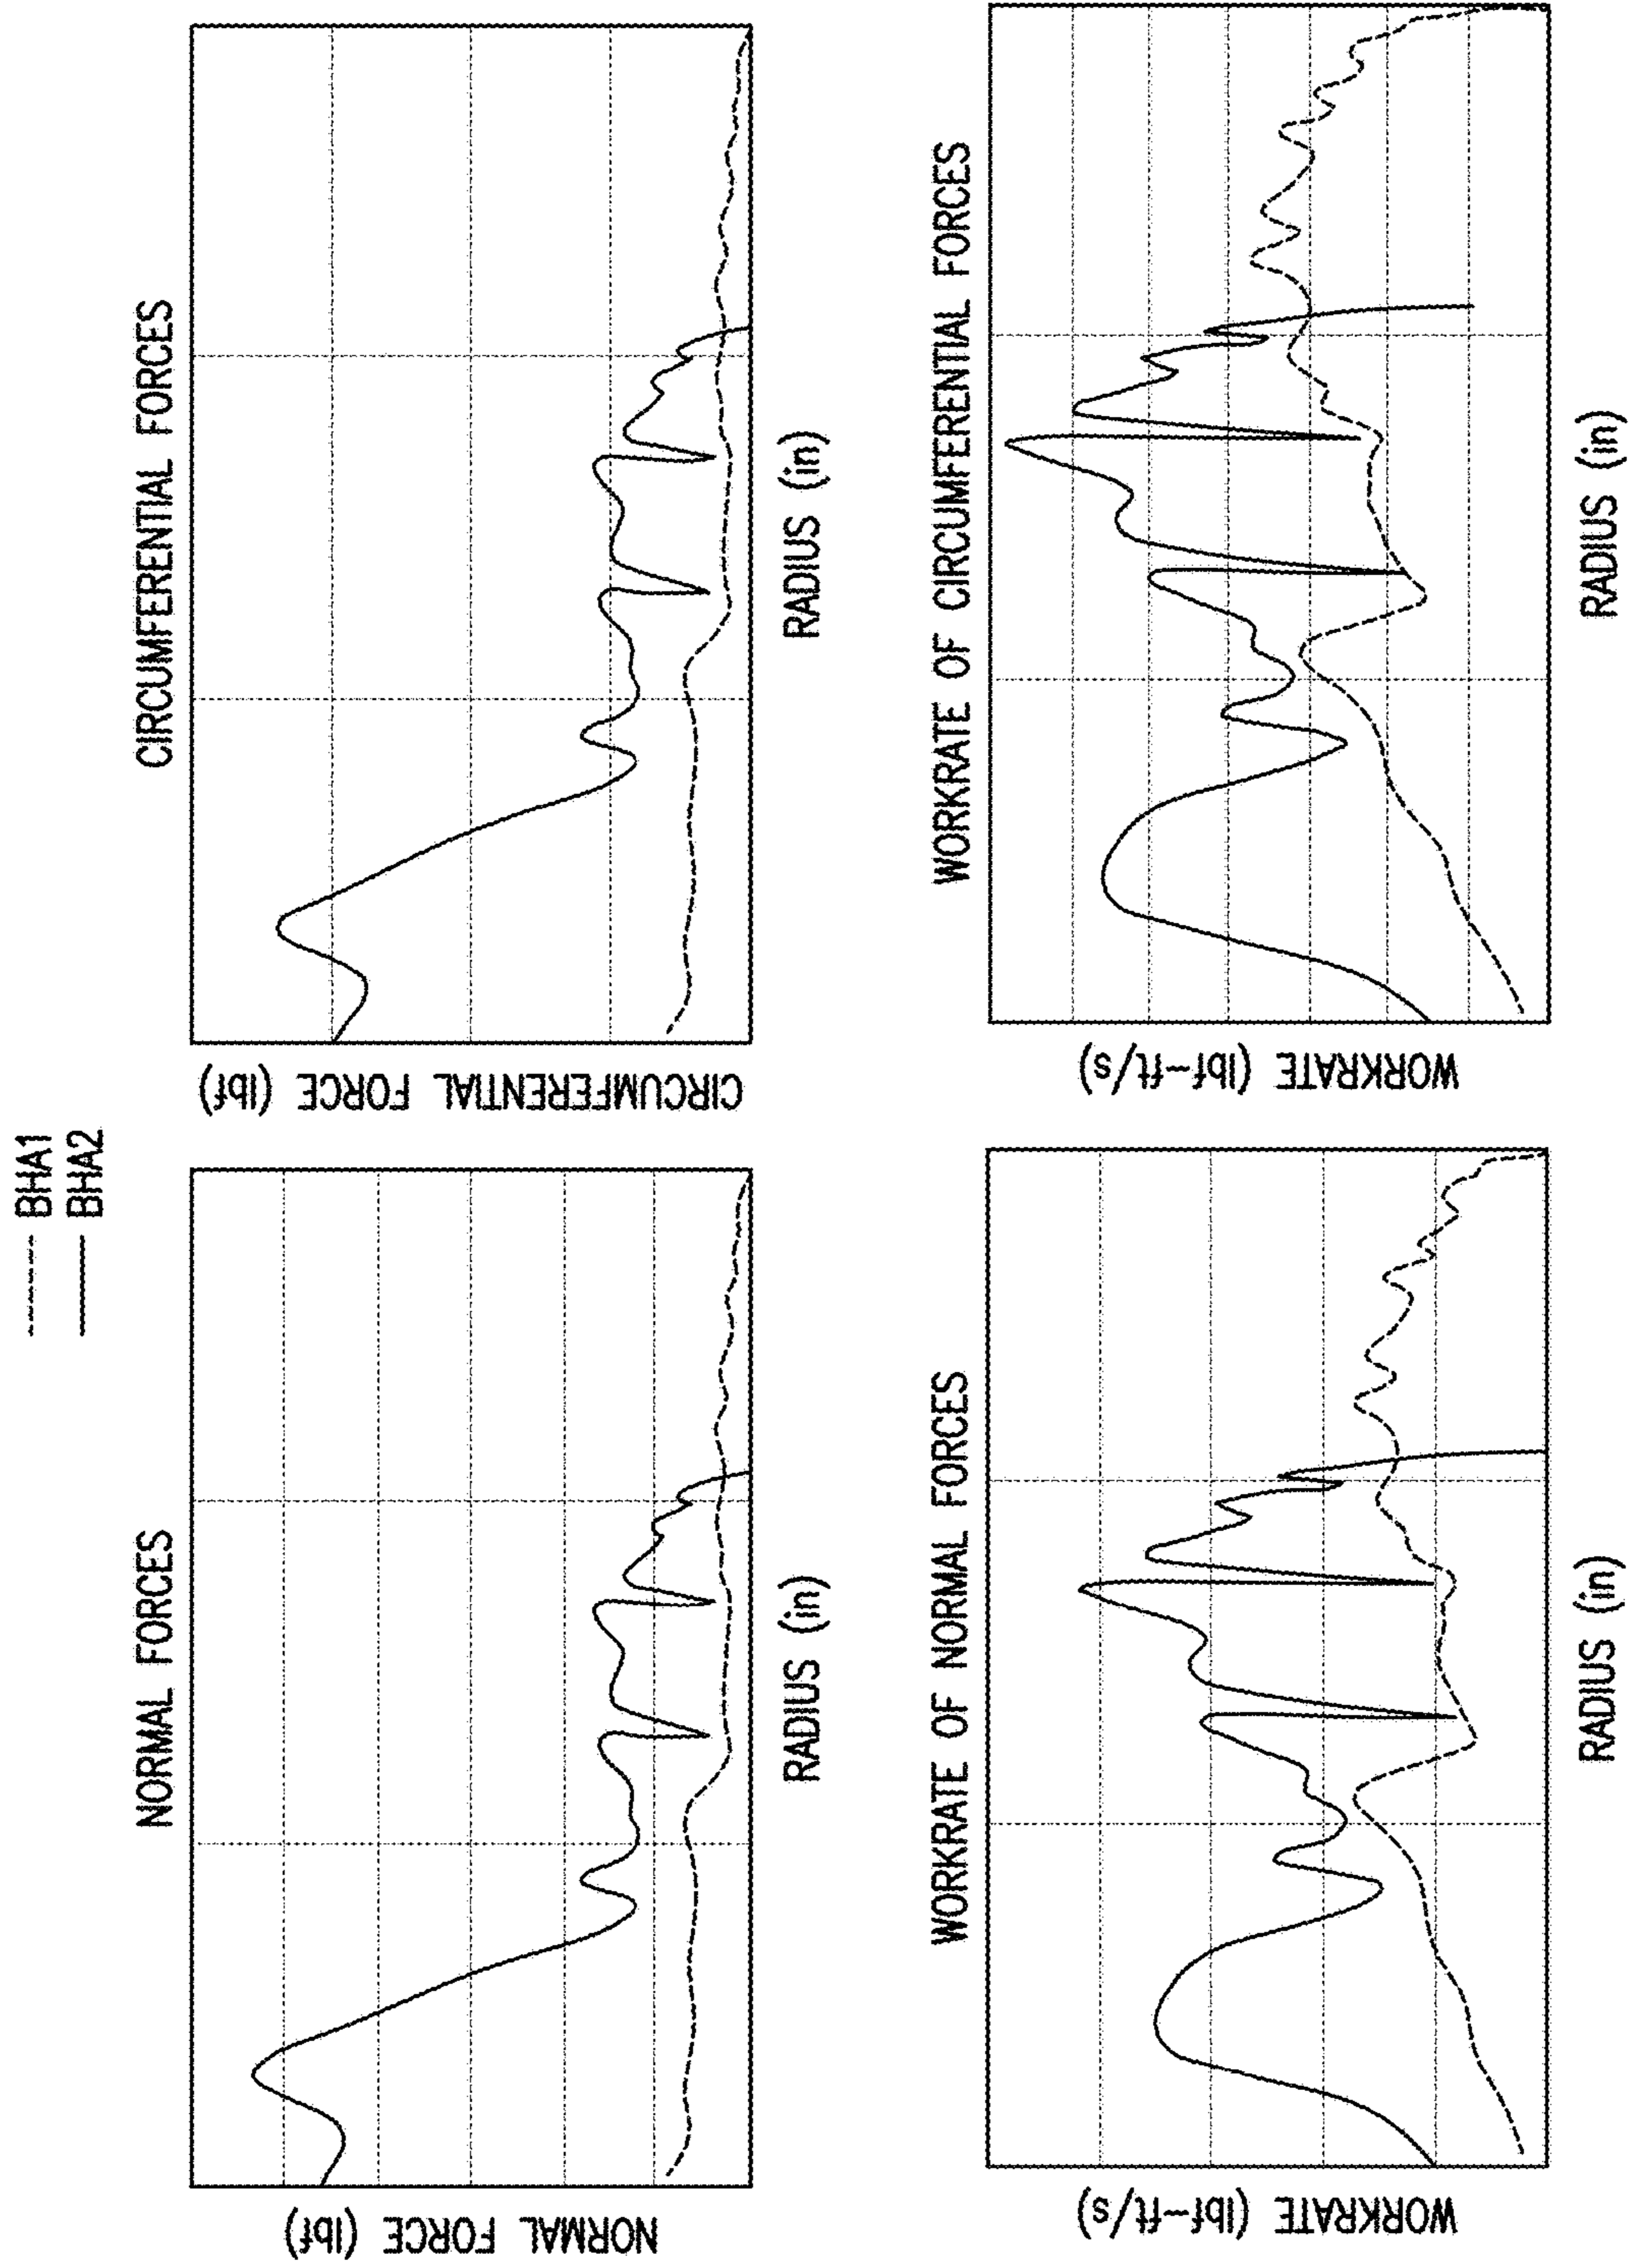 BHA1
BHA2
NORMAL FORCES
NORMAL FORCE (lbf)
RADIUS (in)
CIRCUMFERENTIAL FORCES
CIRCUMFERENTIAL FORCE (lbf)
RADIUS (in)
WORKRATE OF NORMAL FORCES
WORKRATE (lbf-ft/s)
RADIUS (in)
WORKRATE OF CIRCUMFERENTIAL FORCES
WORKRATE (lbf-ft/s)
RADIUS (in)